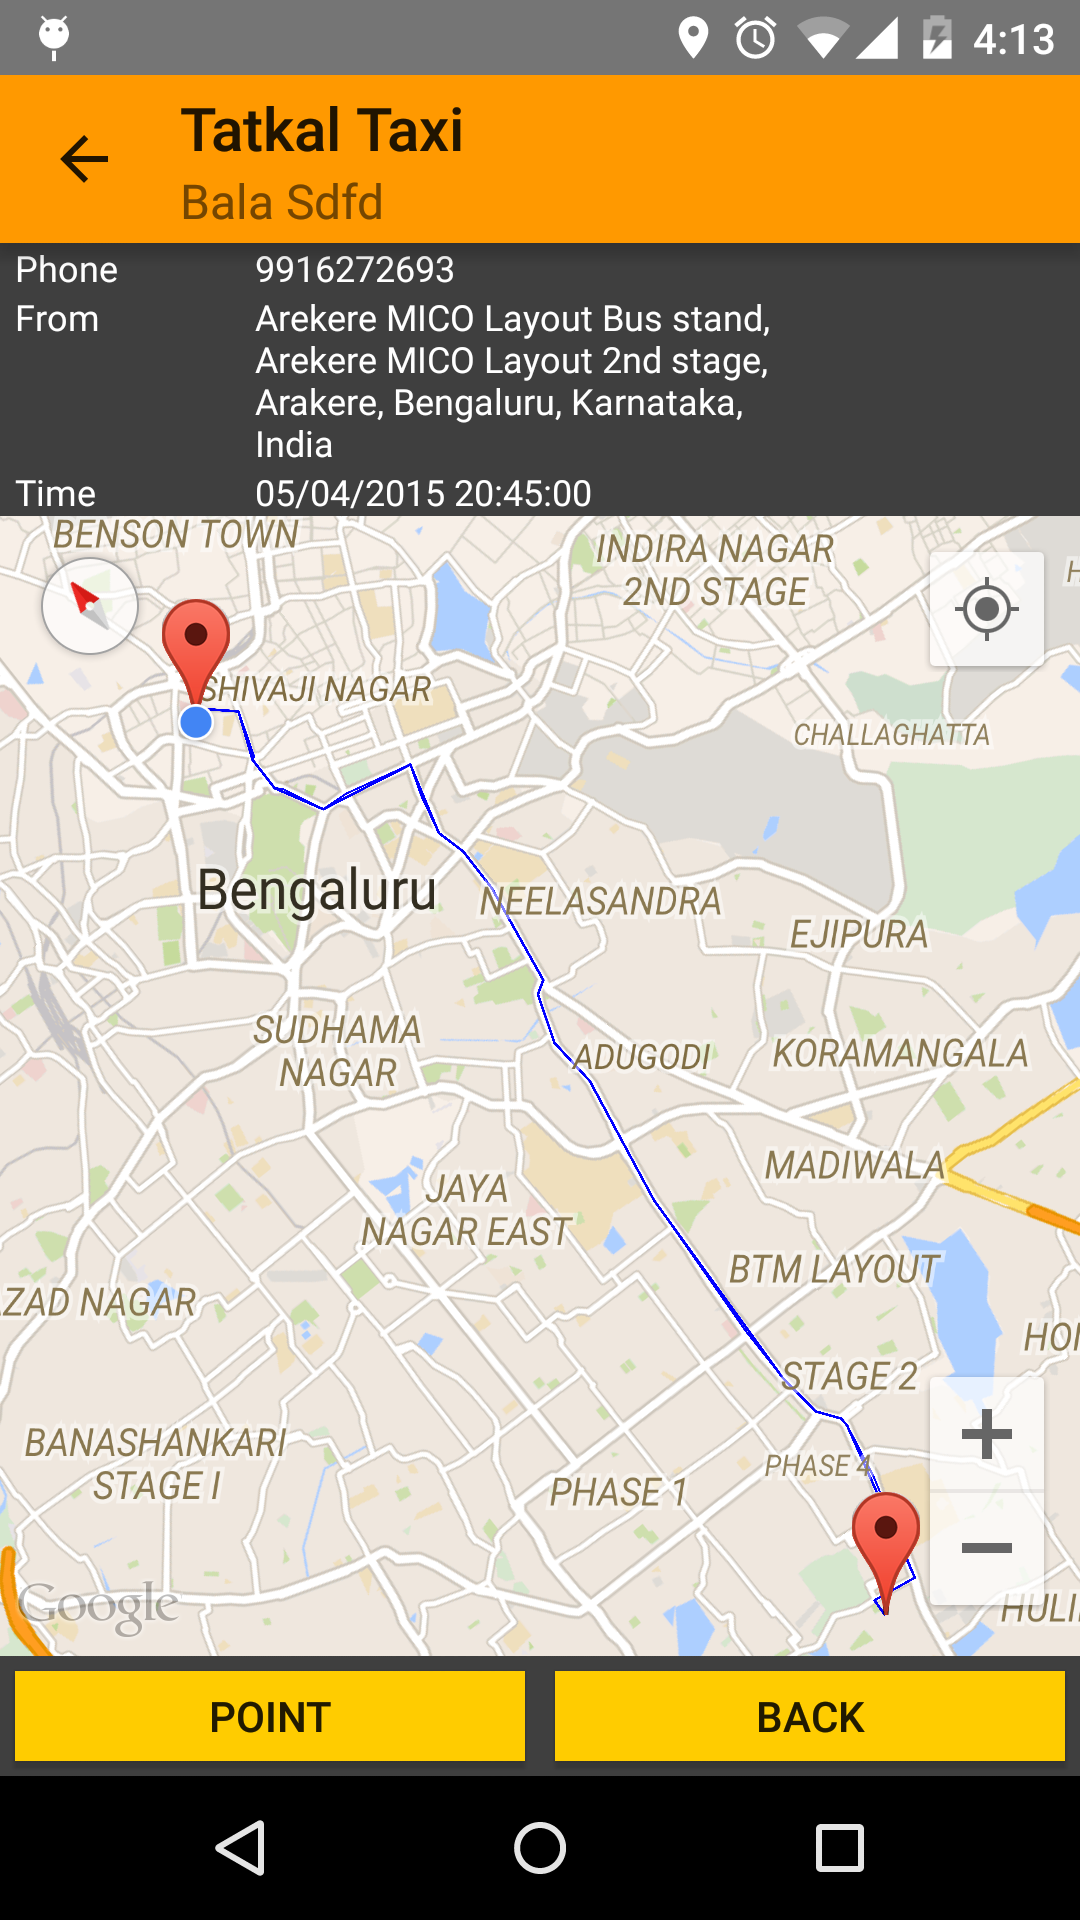 4:13
Tatkal Taxi
Bala Sdfd
Phone 9916272693
From Arekere MICO Layout Bus stand,
Arekere MICO Layout 2nd stage,
Arakere, Bengaluru, Karnataka,
India
Time 05/04/2015 20:45:00
BENSON TOWN
INDIRA NAGAR
2ND STAGE
H
SHIVAJI NAGAR
CHALLAGHATTA
Bengaluru
NEELASANDRA
EJIPURA
SUDHAMA
NAGAR
ADUGODI
KORAMANGALA
MADIWALA
JAYA
NAGAR EAST
BTM LAYOUT
ZAD NAGAR
HO
STAGE 2
BANASHANKARI
STAGE I
PHASE 4
PHASE 1
Google
HULI
POINT
BACK